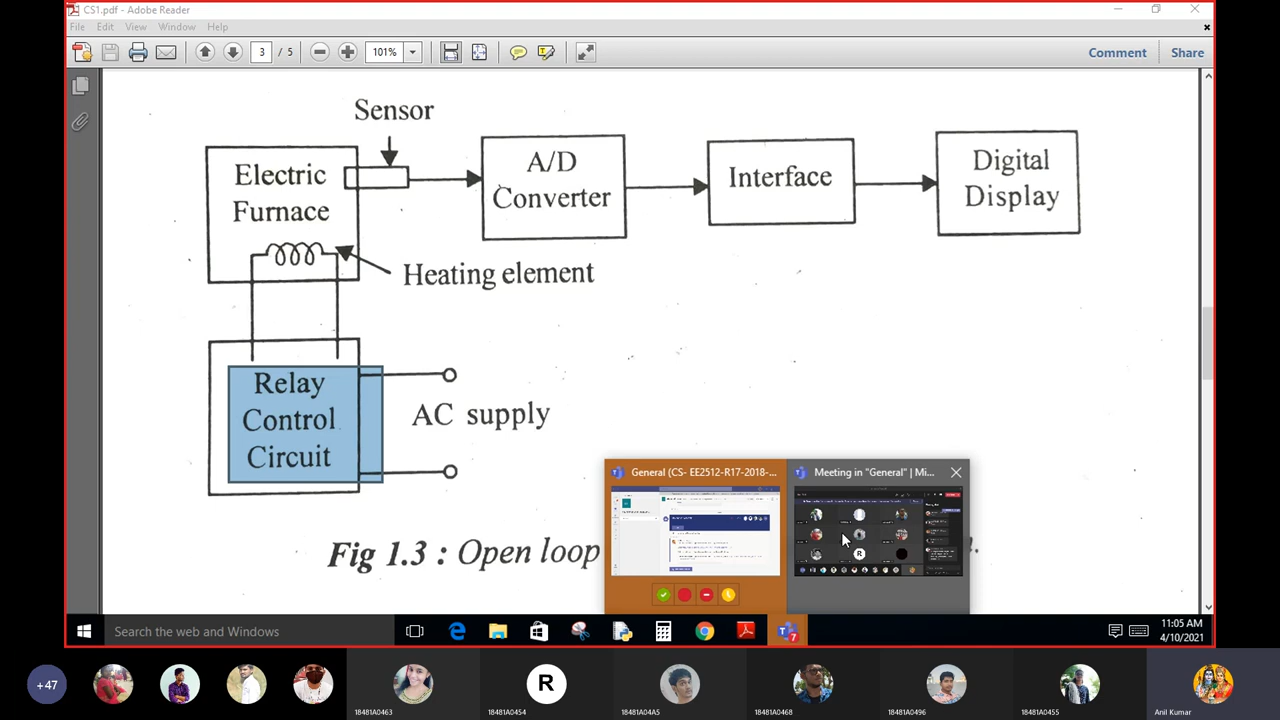 CS1.pdf - Adobe Reader
File Edit View Window Help
3 / 5 101% Comment Share
Sensor
Electric
Furnace
A/D
Converter
Interface
Digital
Display
Heating element
Relay
Control
Circuit
AC supply
Fig 1.3 : Open loop
General (CS- EE2512-R17-2018-...
Meeting in "General" | Mi...
R
Search the web and Windows
7
11:05 AM
4/10/2021
+47
R
18481A0463
18481A0454
18481A04A5
18481A0468
18481A0496
18481A0455
Anil Kumar